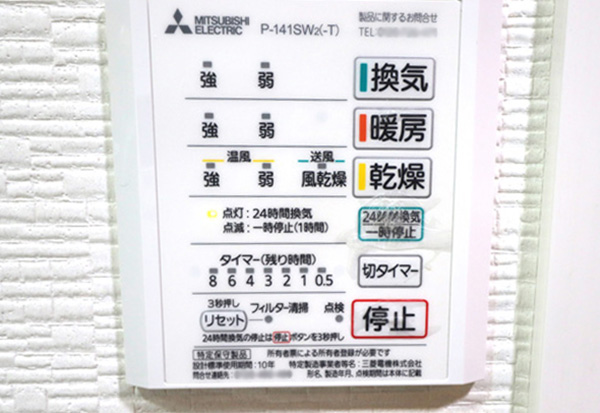 MITSUBISHI
ELECTRIC
P-141SW₂(-T)
製品に関するお問合せ
TEL
強 弱 換気
強 弱 暖房
温風 送風
強 弱 風乾燥 乾燥
点灯:24時間換気
点滅:一時停止(1時間)
24時間換気
一時停止
タイマー(残り時間)
8 6 4 3 2 1 0.5
切タイマー
3秒押し
リセット フィルター清掃 点検
停止
24時間換気の停止は停止ボタンを3秒押し
特定保守製品 所有者票による所有者登録が必要です
設計標準使用期間:10年 特定製造事業者等名:三菱電機株式会社
問合せ連絡先: 形名、製造年月、点検期間は本体に記載